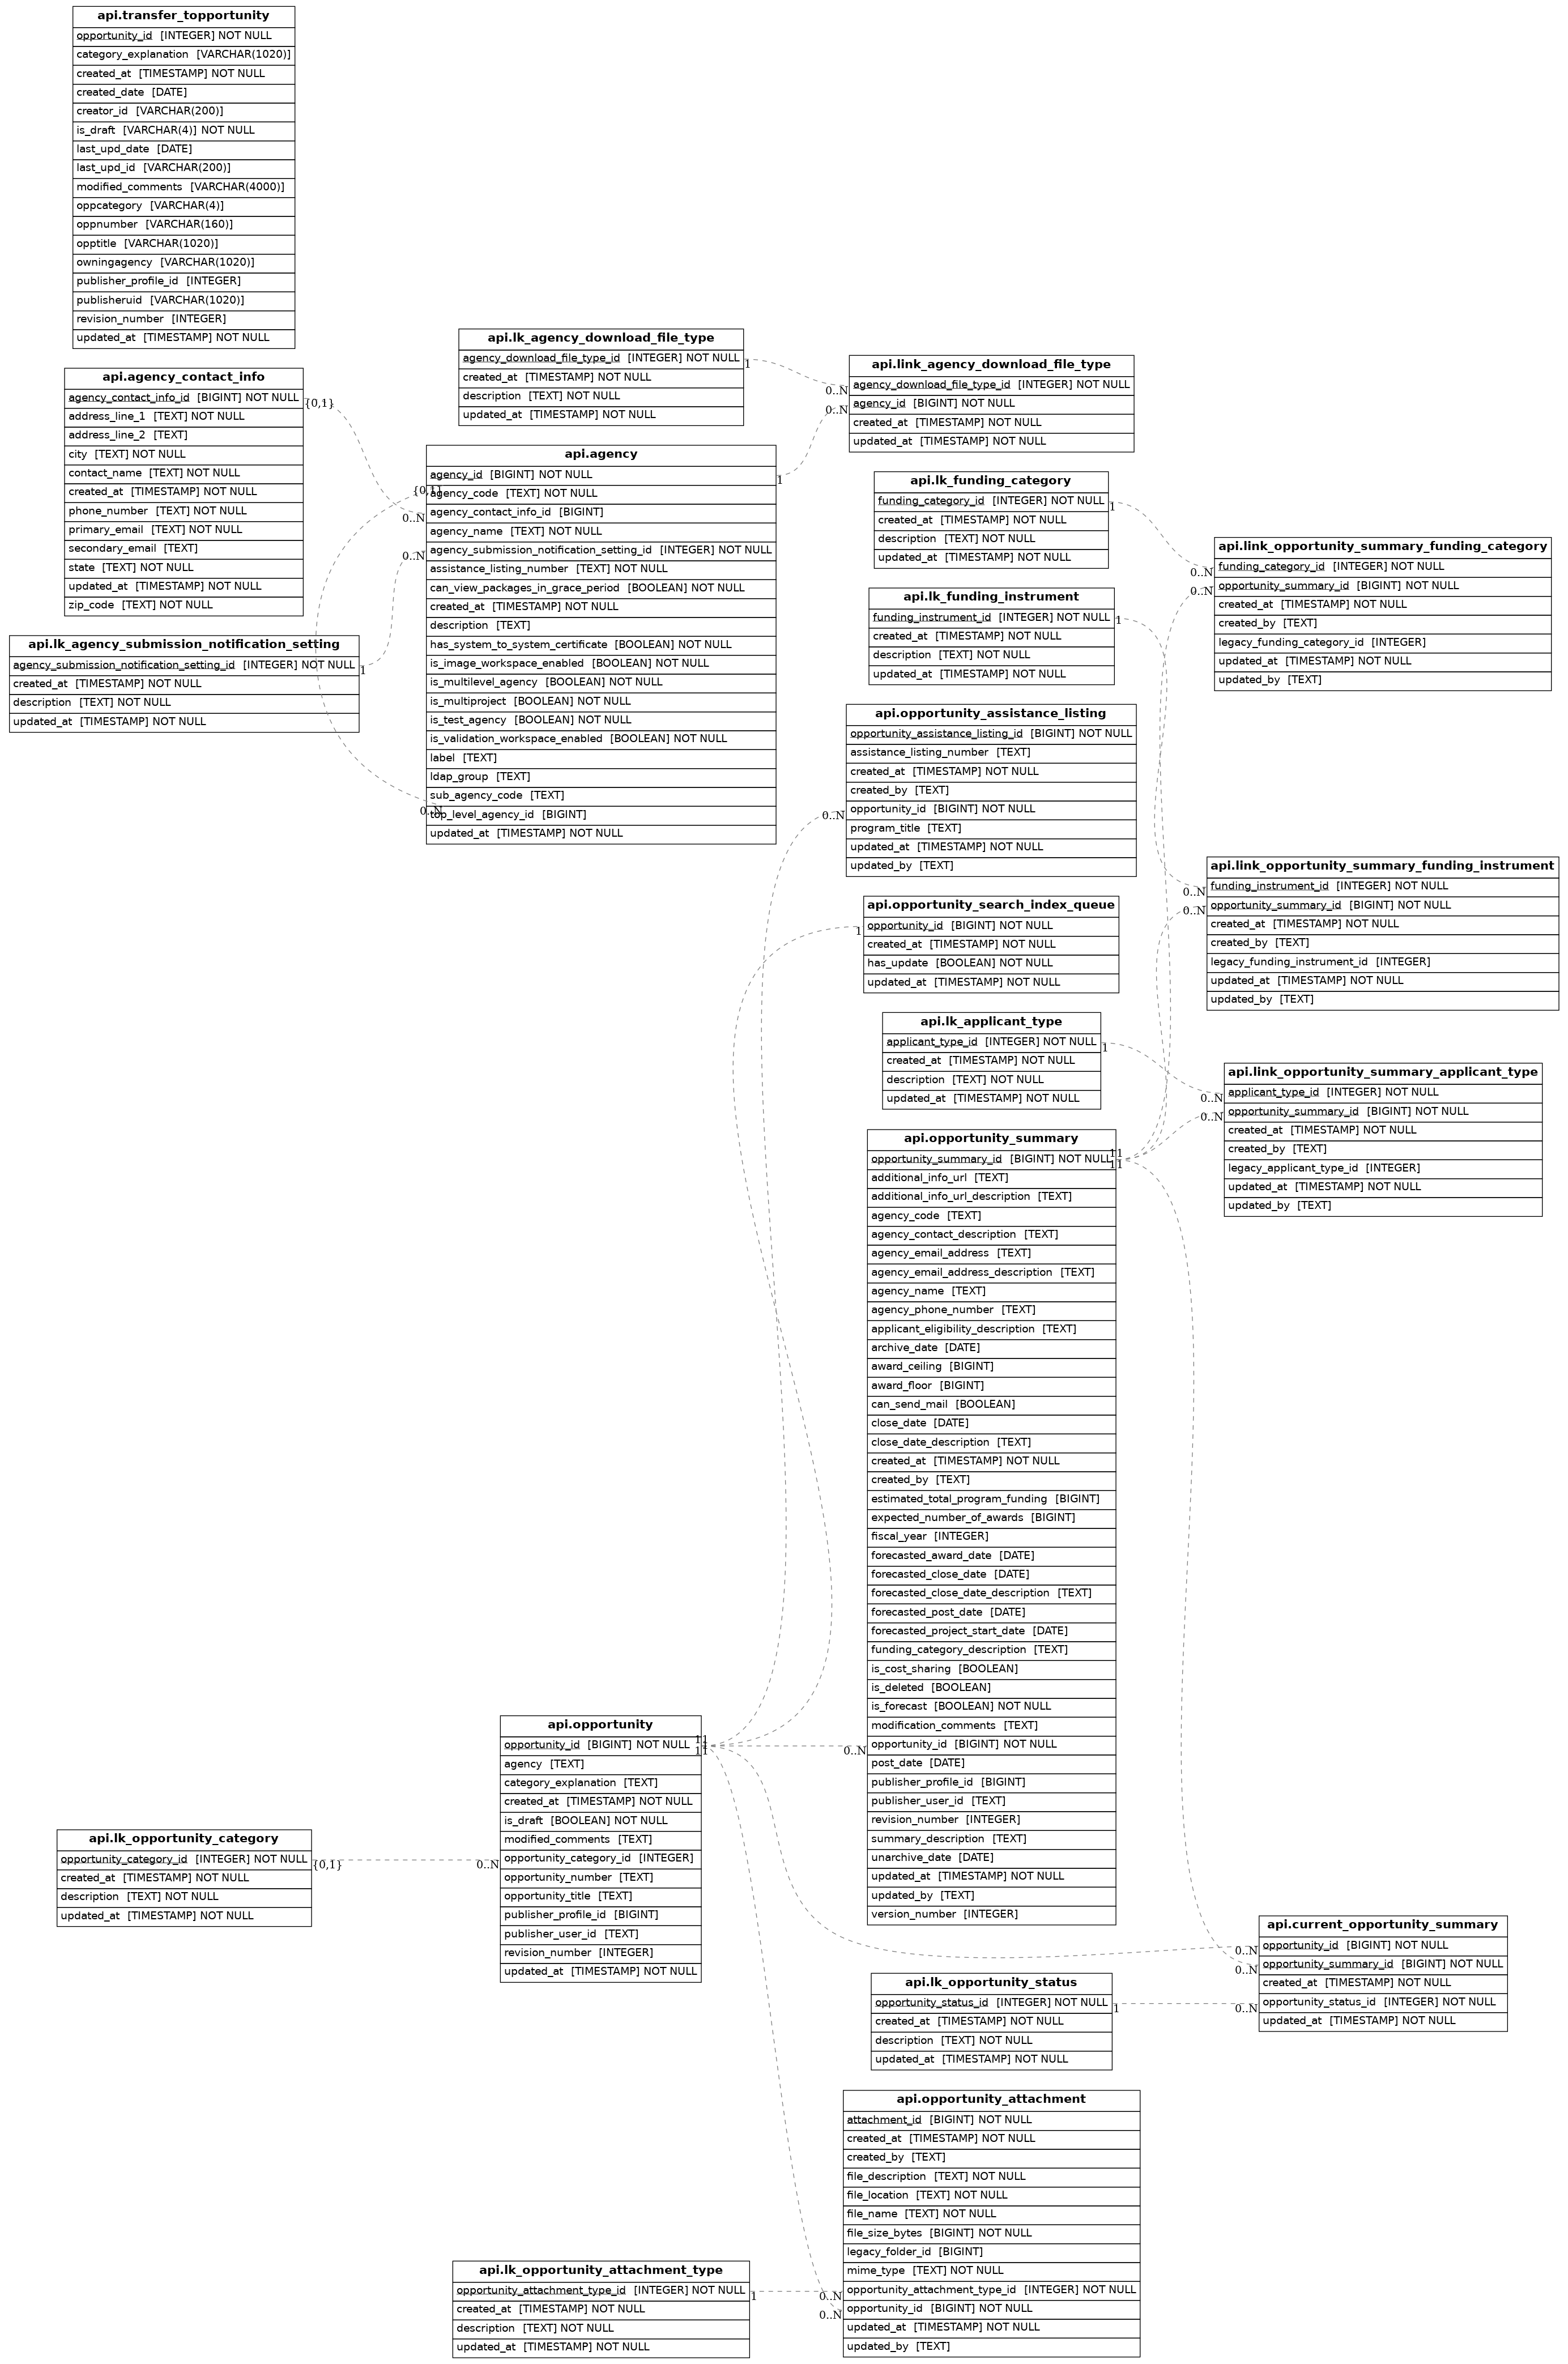 api.transfer_topportunity
opportunity_id [INTEGER] NOT NULL
category_explanation [VARCHAR(1020)]
created_at [TIMESTAMP] NOT NULL
created_date [DATE]
creator_id [VARCHAR(200)]
is_draft [VARCHAR(4)] NOT NULL
last_upd_date [DATE]
last_upd_id [VARCHAR(200)]
modified_comments [VARCHAR(4000)]
oppcategory [VARCHAR(4)]
oppnumber [VARCHAR(160)]
opptitle [VARCHAR(1020)]
owningagency [VARCHAR(1020)]
publisher_profile_id [INTEGER]
publisheruid [VARCHAR(1020)]
revision_number [INTEGER]
updated_at [TIMESTAMP] NOT NULL
api.agency_contact_info
agency_contact_info_id [BIGINT] NOT NULL
address_line_1 [TEXT] NOT NULL
address_line_2 [TEXT]
city [TEXT] NOT NULL
contact_name [TEXT] NOT NULL
created_at [TIMESTAMP] NOT NULL
phone_number [TEXT] NOT NULL
primary_email [TEXT] NOT NULL
secondary_email [TEXT]
state [TEXT] NOT NULL
updated_at [TIMESTAMP] NOT NULL
zip_code [TEXT] NOT NULL
{0,1}
api.lk_agency_submission_notification_setting
agency_submission_notification_setting_id [INTEGER] NOT NULL
created_at [TIMESTAMP] NOT NULL
description [TEXT] NOT NULL
updated_at [TIMESTAMP] NOT NULL
1
api.lk_agency_download_file_type
agency_download_file_type_id [INTEGER] NOT NULL
created_at [TIMESTAMP] NOT NULL
description [TEXT] NOT NULL
updated_at [TIMESTAMP] NOT NULL
1
api.agency
agency_id [BIGINT] NOT NULL
agency_code [TEXT] NOT NULL
agency_contact_info_id [BIGINT]
agency_name [TEXT] NOT NULL
agency_submission_notification_setting_id [INTEGER] NOT NULL
assistance_listing_number [TEXT] NOT NULL
can_view_packages_in_grace_period [BOOLEAN] NOT NULL
created_at [TIMESTAMP] NOT NULL
description [TEXT]
has_system_to_system_certificate [BOOLEAN] NOT NULL
is_image_workspace_enabled [BOOLEAN] NOT NULL
is_multilevel_agency [BOOLEAN] NOT NULL
is_multiproject [BOOLEAN] NOT NULL
is_test_agency [BOOLEAN] NOT NULL
is_validation_workspace_enabled [BOOLEAN] NOT NULL
label [TEXT]
ldap_group [TEXT]
sub_agency_code [TEXT]
top_level_agency_id [BIGINT]
updated_at [TIMESTAMP] NOT NULL
{0,1}
0..N
0..N
0..N
1
api.link_agency_download_file_type
agency_download_file_type_id [INTEGER] NOT NULL
agency_id [BIGINT] NOT NULL
created_at [TIMESTAMP] NOT NULL
updated_at [TIMESTAMP] NOT NULL
0..N
0..N
api.lk_funding_category
funding_category_id [INTEGER] NOT NULL
created_at [TIMESTAMP] NOT NULL
description [TEXT] NOT NULL
updated_at [TIMESTAMP] NOT NULL
1
api.lk_funding_instrument
funding_instrument_id [INTEGER] NOT NULL
created_at [TIMESTAMP] NOT NULL
description [TEXT] NOT NULL
updated_at [TIMESTAMP] NOT NULL
1
api.link_opportunity_summary_funding_category
funding_category_id [INTEGER] NOT NULL
opportunity_summary_id [BIGINT] NOT NULL
created_at [TIMESTAMP] NOT NULL
created_by [TEXT]
legacy_funding_category_id [INTEGER]
updated_at [TIMESTAMP] NOT NULL
updated_by [TEXT]
0..N
0..N
api.opportunity_assistance_listing
opportunity_assistance_listing_id [BIGINT] NOT NULL
assistance_listing_number [TEXT]
created_at [TIMESTAMP] NOT NULL
created_by [TEXT]
opportunity_id [BIGINT] NOT NULL
program_title [TEXT]
updated_at [TIMESTAMP] NOT NULL
updated_by [TEXT]
0..N
api.link_opportunity_summary_funding_instrument
funding_instrument_id [INTEGER] NOT NULL
opportunity_summary_id [BIGINT] NOT NULL
created_at [TIMESTAMP] NOT NULL
created_by [TEXT]
legacy_funding_instrument_id [INTEGER]
updated_at [TIMESTAMP] NOT NULL
updated_by [TEXT]
0..N
0..N
api.opportunity_search_index_queue
opportunity_id [BIGINT] NOT NULL
created_at [TIMESTAMP] NOT NULL
has_update [BOOLEAN] NOT NULL
updated_at [TIMESTAMP] NOT NULL
1
api.lk_applicant_type
applicant_type_id [INTEGER] NOT NULL
created_at [TIMESTAMP] NOT NULL
description [TEXT] NOT NULL
updated_at [TIMESTAMP] NOT NULL
1
api.link_opportunity_summary_applicant_type
applicant_type_id [INTEGER] NOT NULL
opportunity_summary_id [BIGINT] NOT NULL
created_at [TIMESTAMP] NOT NULL
created_by [TEXT]
legacy_applicant_type_id [INTEGER]
updated_at [TIMESTAMP] NOT NULL
updated_by [TEXT]
0..N
0..N
api.opportunity_summary
opportunity_summary_id [BIGINT] NOT NULL
additional_info_url [TEXT]
additional_info_url_description [TEXT]
agency_code [TEXT]
agency_contact_description [TEXT]
agency_email_address [TEXT]
agency_email_address_description [TEXT]
agency_name [TEXT]
agency_phone_number [TEXT]
applicant_eligibility_description [TEXT]
archive_date [DATE]
award_ceiling [BIGINT]
award_floor [BIGINT]
can_send_mail [BOOLEAN]
close_date [DATE]
close_date_description [TEXT]
created_at [TIMESTAMP] NOT NULL
created_by [TEXT]
estimated_total_program_funding [BIGINT]
expected_number_of_awards [BIGINT]
fiscal_year [INTEGER]
forecasted_award_date [DATE]
forecasted_close_date [DATE]
forecasted_close_date_description [TEXT]
forecasted_post_date [DATE]
forecasted_project_start_date [DATE]
funding_category_description [TEXT]
is_cost_sharing [BOOLEAN]
is_deleted [BOOLEAN]
is_forecast [BOOLEAN] NOT NULL
modification_comments [TEXT]
opportunity_id [BIGINT] NOT NULL
post_date [DATE]
publisher_profile_id [BIGINT]
publisher_user_id [TEXT]
revision_number [INTEGER]
summary_description [TEXT]
unarchive_date [DATE]
updated_at [TIMESTAMP] NOT NULL
updated_by [TEXT]
version_number [INTEGER]
11
11
0..N
api.opportunity
opportunity_id [BIGINT] NOT NULL
agency [TEXT]
category_explanation [TEXT]
created_at [TIMESTAMP] NOT NULL
is_draft [BOOLEAN] NOT NULL
modified_comments [TEXT]
opportunity_category_id [INTEGER]
opportunity_number [TEXT]
opportunity_title [TEXT]
publisher_profile_id [BIGINT]
publisher_user_id [TEXT]
revision_number [INTEGER]
updated_at [TIMESTAMP] NOT NULL
11
11
0..N
api.lk_opportunity_category
opportunity_category_id [INTEGER] NOT NULL
created_at [TIMESTAMP] NOT NULL
description [TEXT] NOT NULL
updated_at [TIMESTAMP] NOT NULL
{0,1}
api.current_opportunity_summary
opportunity_id [BIGINT] NOT NULL
opportunity_summary_id [BIGINT] NOT NULL
created_at [TIMESTAMP] NOT NULL
opportunity_status_id [INTEGER] NOT NULL
updated_at [TIMESTAMP] NOT NULL
0..N
0..N
0..N
api.lk_opportunity_status
opportunity_status_id [INTEGER] NOT NULL
created_at [TIMESTAMP] NOT NULL
description [TEXT] NOT NULL
updated_at [TIMESTAMP] NOT NULL
1
api.opportunity_attachment
attachment_id [BIGINT] NOT NULL
created_at [TIMESTAMP] NOT NULL
created_by [TEXT]
file_description [TEXT] NOT NULL
file_location [TEXT] NOT NULL
file_name [TEXT] NOT NULL
file_size_bytes [BIGINT] NOT NULL
legacy_folder_id [BIGINT]
mime_type [TEXT] NOT NULL
opportunity_attachment_type_id [INTEGER] NOT NULL
opportunity_id [BIGINT] NOT NULL
updated_at [TIMESTAMP] NOT NULL
updated_by [TEXT]
0..N
0..N
api.lk_opportunity_attachment_type
opportunity_attachment_type_id [INTEGER] NOT NULL
created_at [TIMESTAMP] NOT NULL
description [TEXT] NOT NULL
updated_at [TIMESTAMP] NOT NULL
1